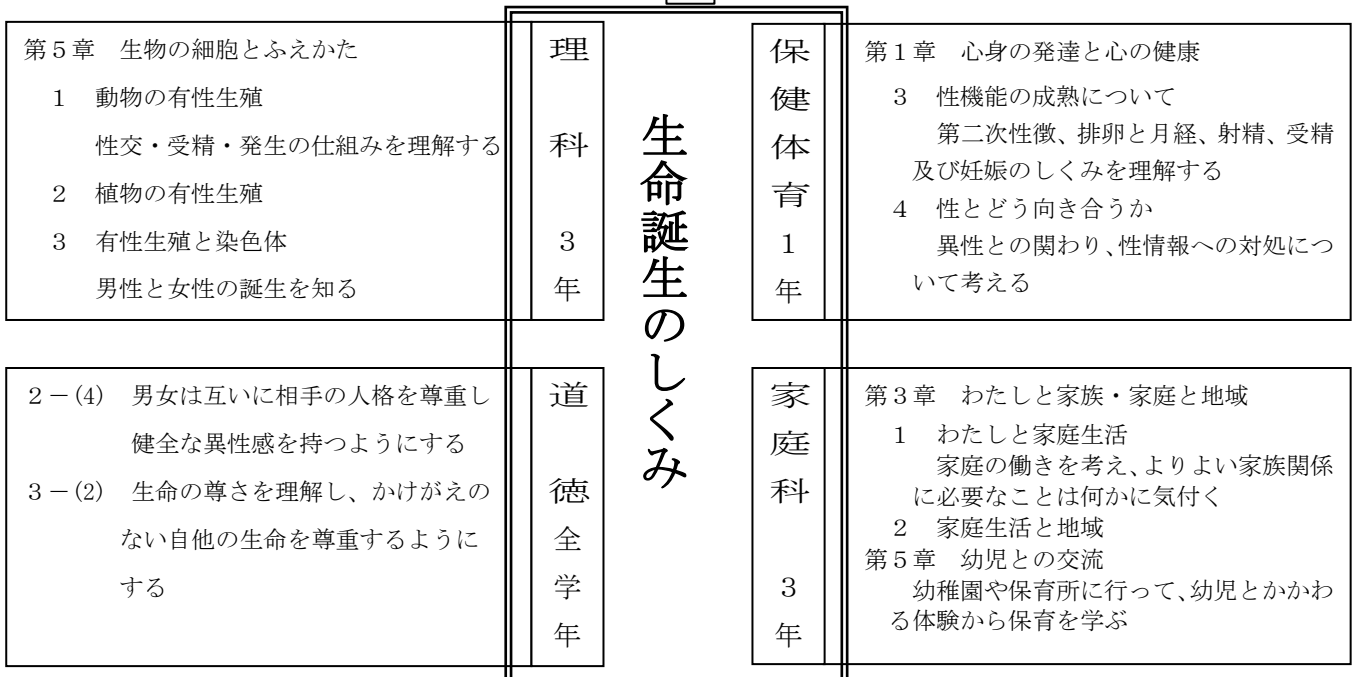 第5章　生物の細胞とふえかた
1　動物の有性生殖
性交・受精・発生の仕組みを理解する
2　植物の有性生殖
3　有性生殖と染色体
男性と女性の誕生を知る
理科　3年
生命誕生のしくみ
保健体育1年
第1章　心身の発達と心の健康
3　性機能の成熟について
第二次性徴、排卵と月経、射精、受精
及び妊娠のしくみを理解する
4　性とどう向き合うか
異性との関わり、性情報への対処につ
いて考える
2－(4)　男女は互いに相手の人格を尊重し
健全な異性感を持つようにする
3－(2)　生命の尊さを理解し、かけがえの
ない自他の生命を尊重するように
する
道徳全学年
家庭科　3年
第3章　わたしと家族・家庭と地域
1　わたしと家庭生活
家庭の働きを考え、よりよい家族関係
に必要なことは何かに気付く
2　家庭生活と地域
第5章　幼児との交流
幼稚園や保育所に行って、幼児とかかわ
る体験から保育を学ぶ